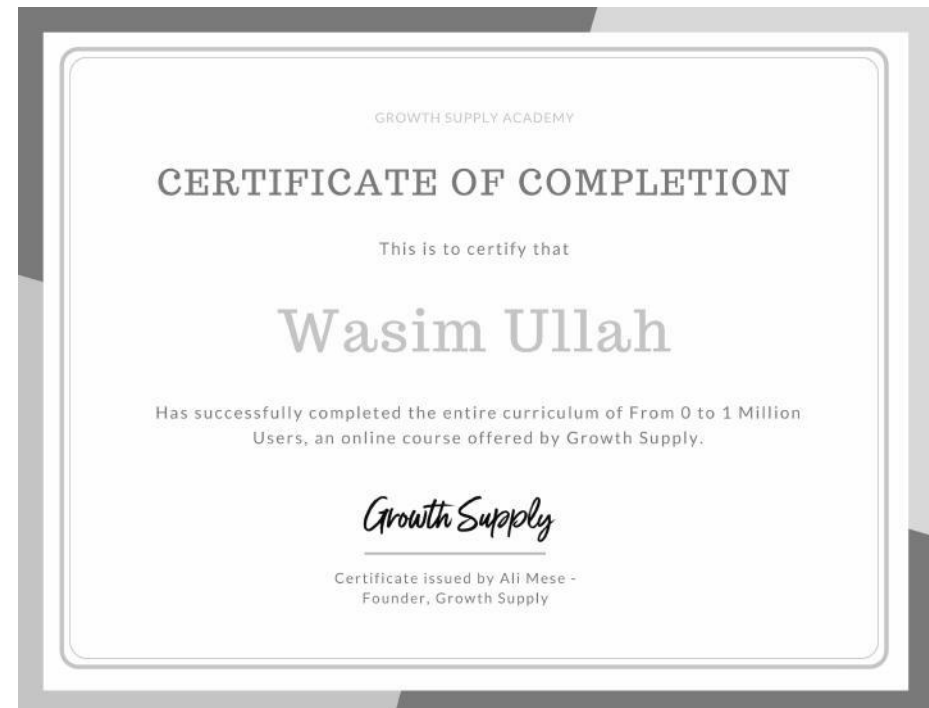 GROWTH SUPPLY ACADEMY
CERTIFICATE OF COMPLETION
This is to certify that
Wasim Ullah
Has successfully completed the entire curriculum of From 0 to 1 Million
Users, an online course offered by Growth Supply.
Growth Supply
Certificate issued by Ali Mese -
Founder, Growth Supply